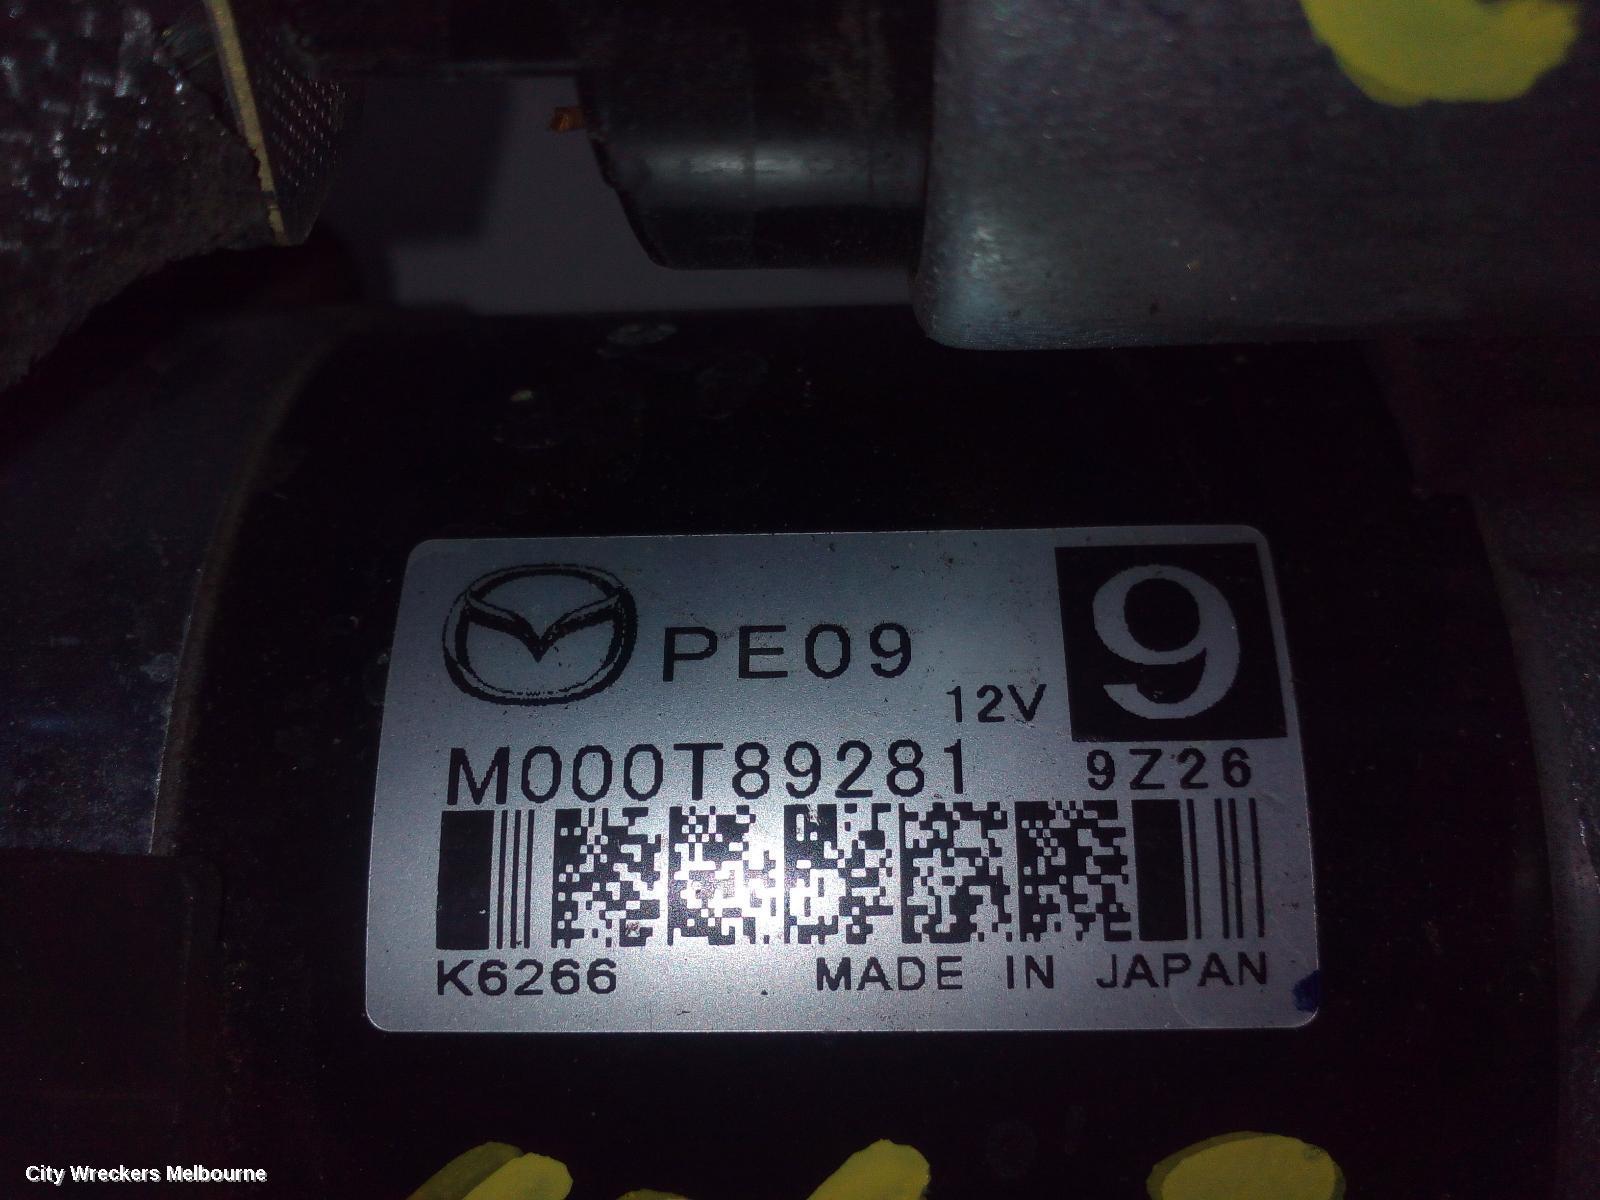 PE09
9
12V
M000T89281 9Z26
K6266 MADE IN JAPAN
City Wreckers Melbourne